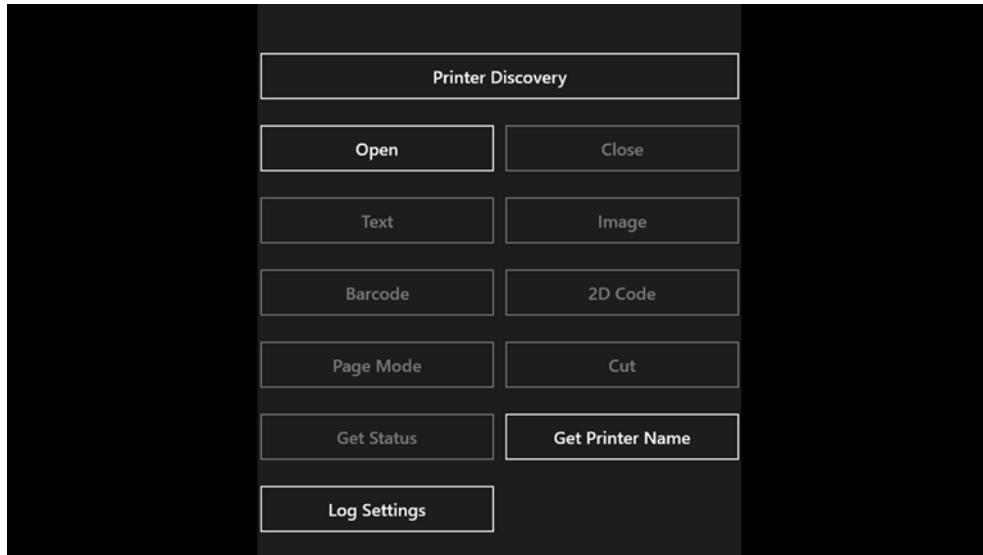 Printer Discovery
Open
Close
Text
Image
Barcode
2D Code
Page Mode
Cut
Get Status
Get Printer Name
Log Settings